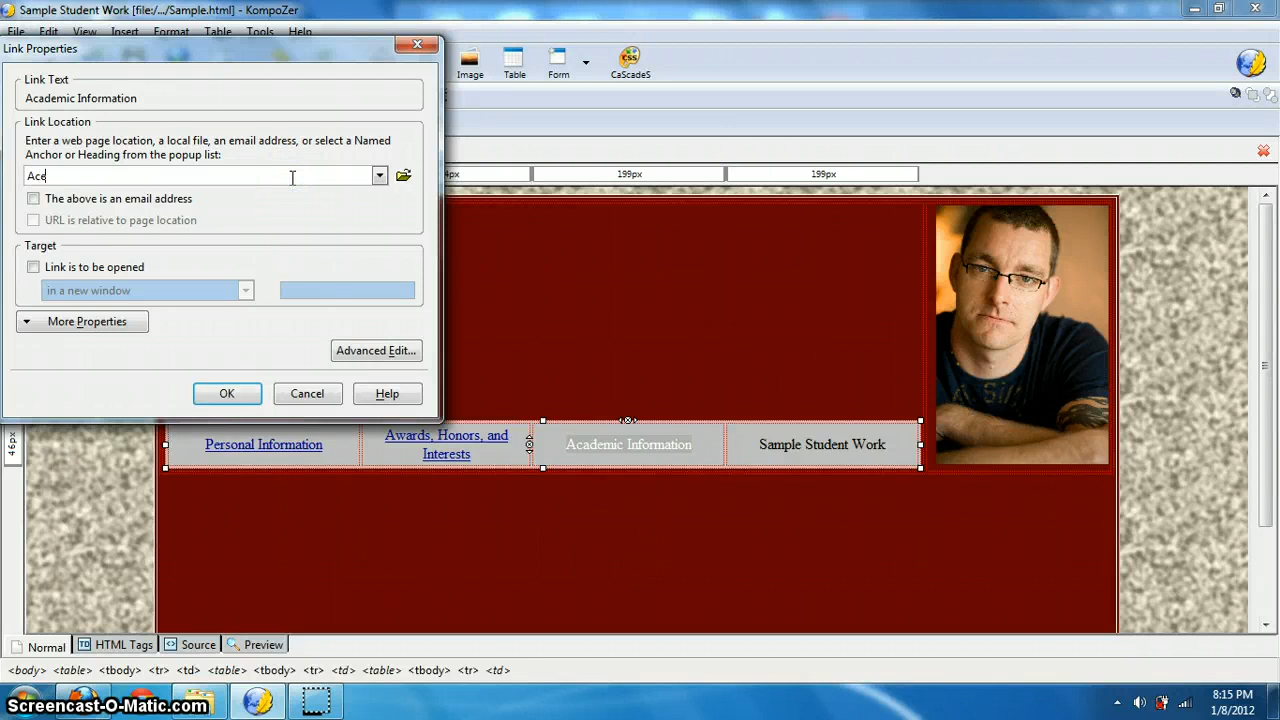 Sample Student Work [file:/.../Sample.html] - KompoZer
File Edit View Insert Format Table Tools Help
Link Properties
Image Table Form CaScadeS
Link Text
Academic Information
Link Location
Enter a web page location, a local file, an email address, or select a Named
Anchor or Heading from the popup list:
Ace
4px 199px 199px
The above is an email address
URL is relative to page location
Target
Link is to be opened
in a new window
More Properties
Advanced Edit...
OK Cancel Help
46px
Personal Information
Awards, Honors, and
Interests
Academic Information
Sample Student Work
Normal TD HTML Tags <> Source Preview
<body> <table> <tbody> <tr> <td> <table> <tbody> <tr> <td> <table> <tbody> <tr> <td>
Screencast-O-Matic.com
8:15 PM
1/8/2012